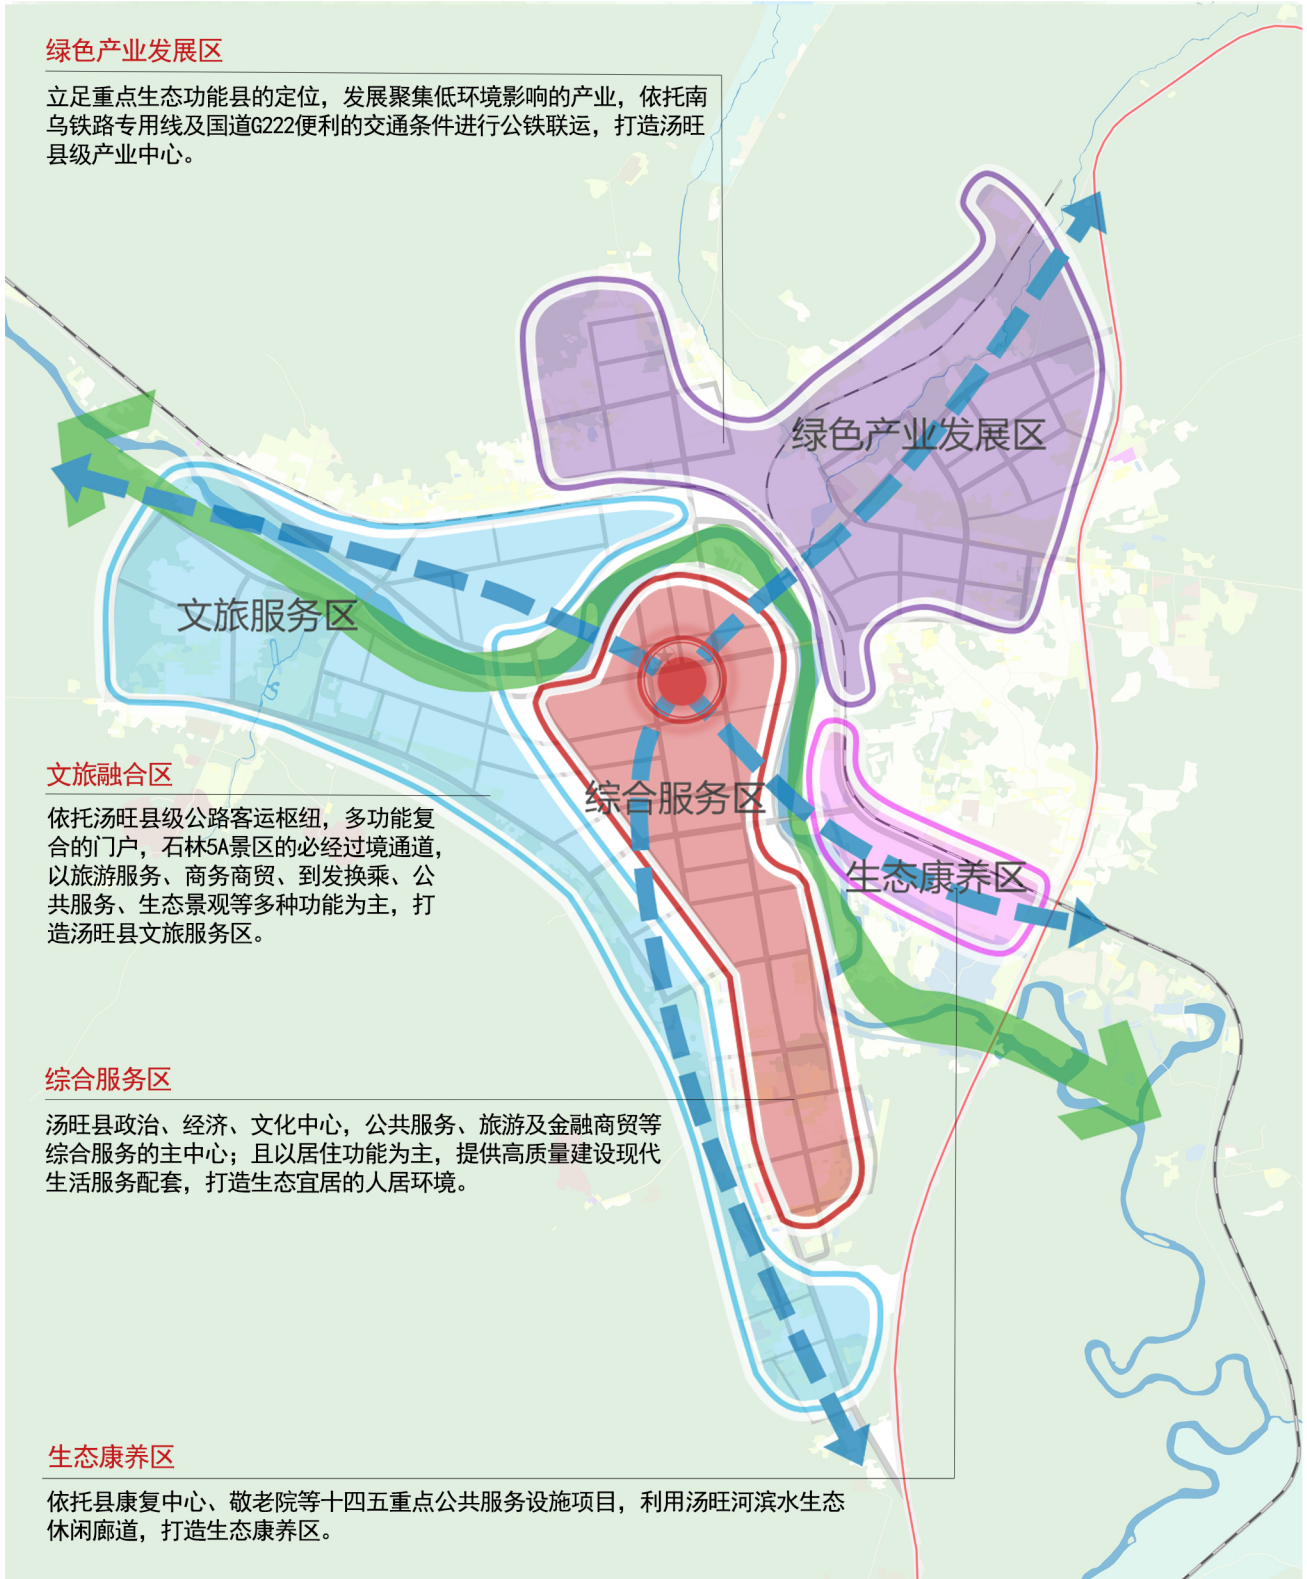 绿色产业发展区
立足重点生态功能县的定位，发展聚集低环境影响的产业，依托南
乌铁路专用线及国道G222便利的交通条件进行公铁联运，打造汤旺
县级产业中心。
绿色产业发展区
文旅服务区
文旅融合区
依托汤旺县级公路客运枢纽，多功能复
合的门户，石林5A景区的必经过境通道，
以旅游服务、商务商贸、到发换乘、公
共服务、生态景观等多种功能为主，打
造汤旺县文旅服务区。
综合服务区
生态康养区
综合服务区
汤旺县政治、经济、文化中心，公共服务、旅游及金融商贸等
综合服务的主中心；且以居住功能为主，提供高质量建设现代
生活服务配套，打造生态宜居的人居环境。
生态康养区
依托县康复中心、敬老院等十四五重点公共服务设施项目，利用汤旺河滨水生态
休闲廊道，打造生态康养区。